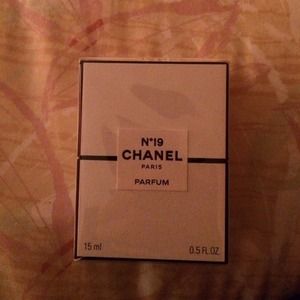 N°19
CHANEL
PARIS
PARFUM
15 ml 0.5 FL.OZ.